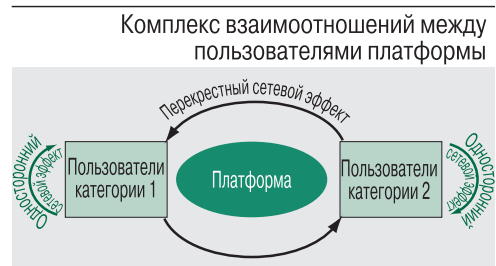 Комплекс взаимоотношений между
пользователями платформы
Перекрестный сетевой эффект
Односторонний
сетевой эффект
Пользователи
категории 1
Платформа
Пользователи
категории 2
Односторонний
сетевой эффект